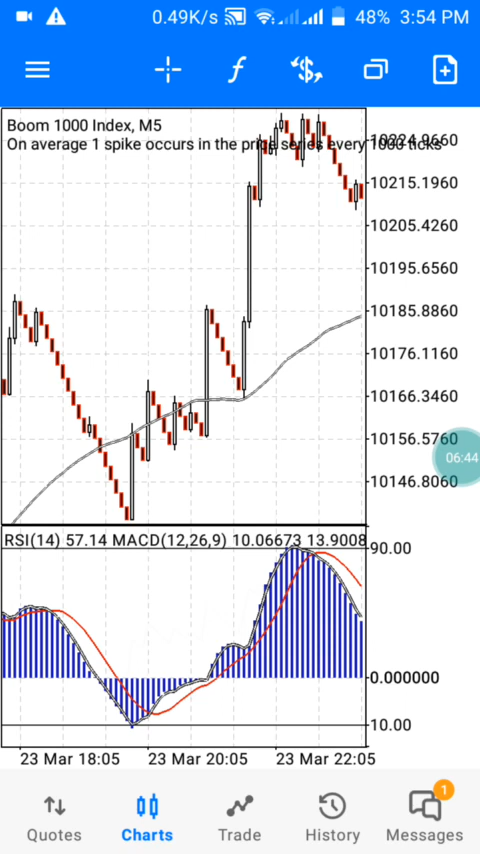 0.49K/s 48% 3:54 PM
Boom 1000 Index, M5
On average 1 spike occurs in the price series every 1000 ticks
10224.9660
10215.1960
10205.4260
10195.6560
10185.8860
10176.1160
10166.3460
10156.5760
06:44
10146.8060
RSI(14) 57.14 MACD(12,26,9) 10.06673 13.9008
90.00
0.000000
10.00
23 Mar 18:05 23 Mar 20:05 23 Mar 22:05
1
Quotes Charts Trade History Messages